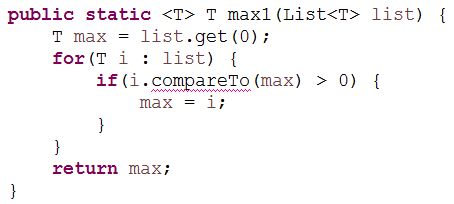 public static <T> T max1(List<T> list) {
    T max = list.get(0);
    for(T i : list) {
        if(i.compareTo(max) > 0) {
            max = i;
        }
    }
    return max;
}